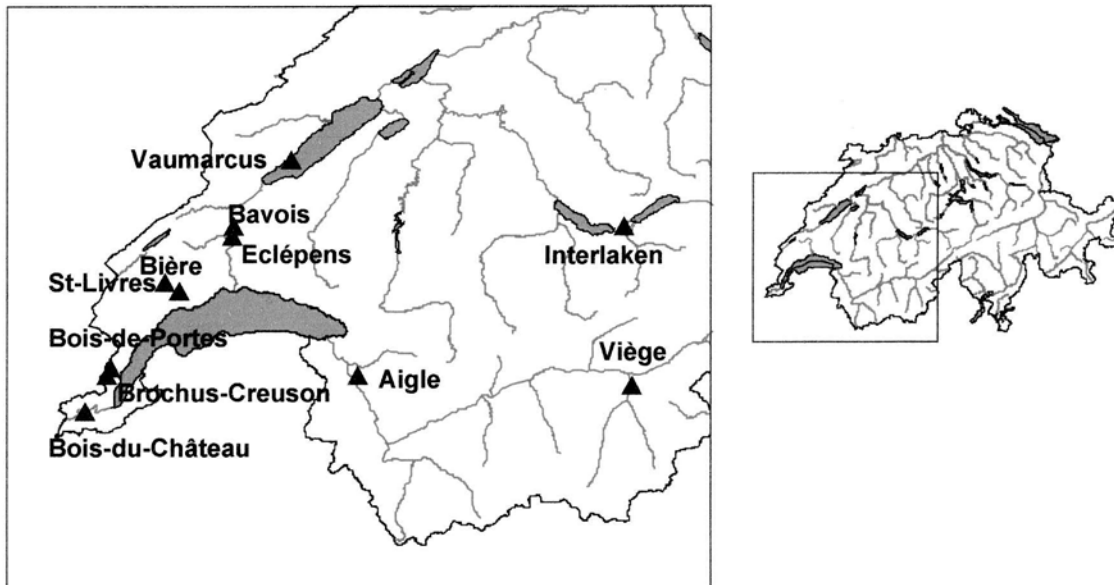 Vaumarcus
Bavois
Eclépens
Interlaken
Bière
St-Livres
Bois-de-Portes
Viège
Aigle
Brochus-Creuson
Bois-du-Château